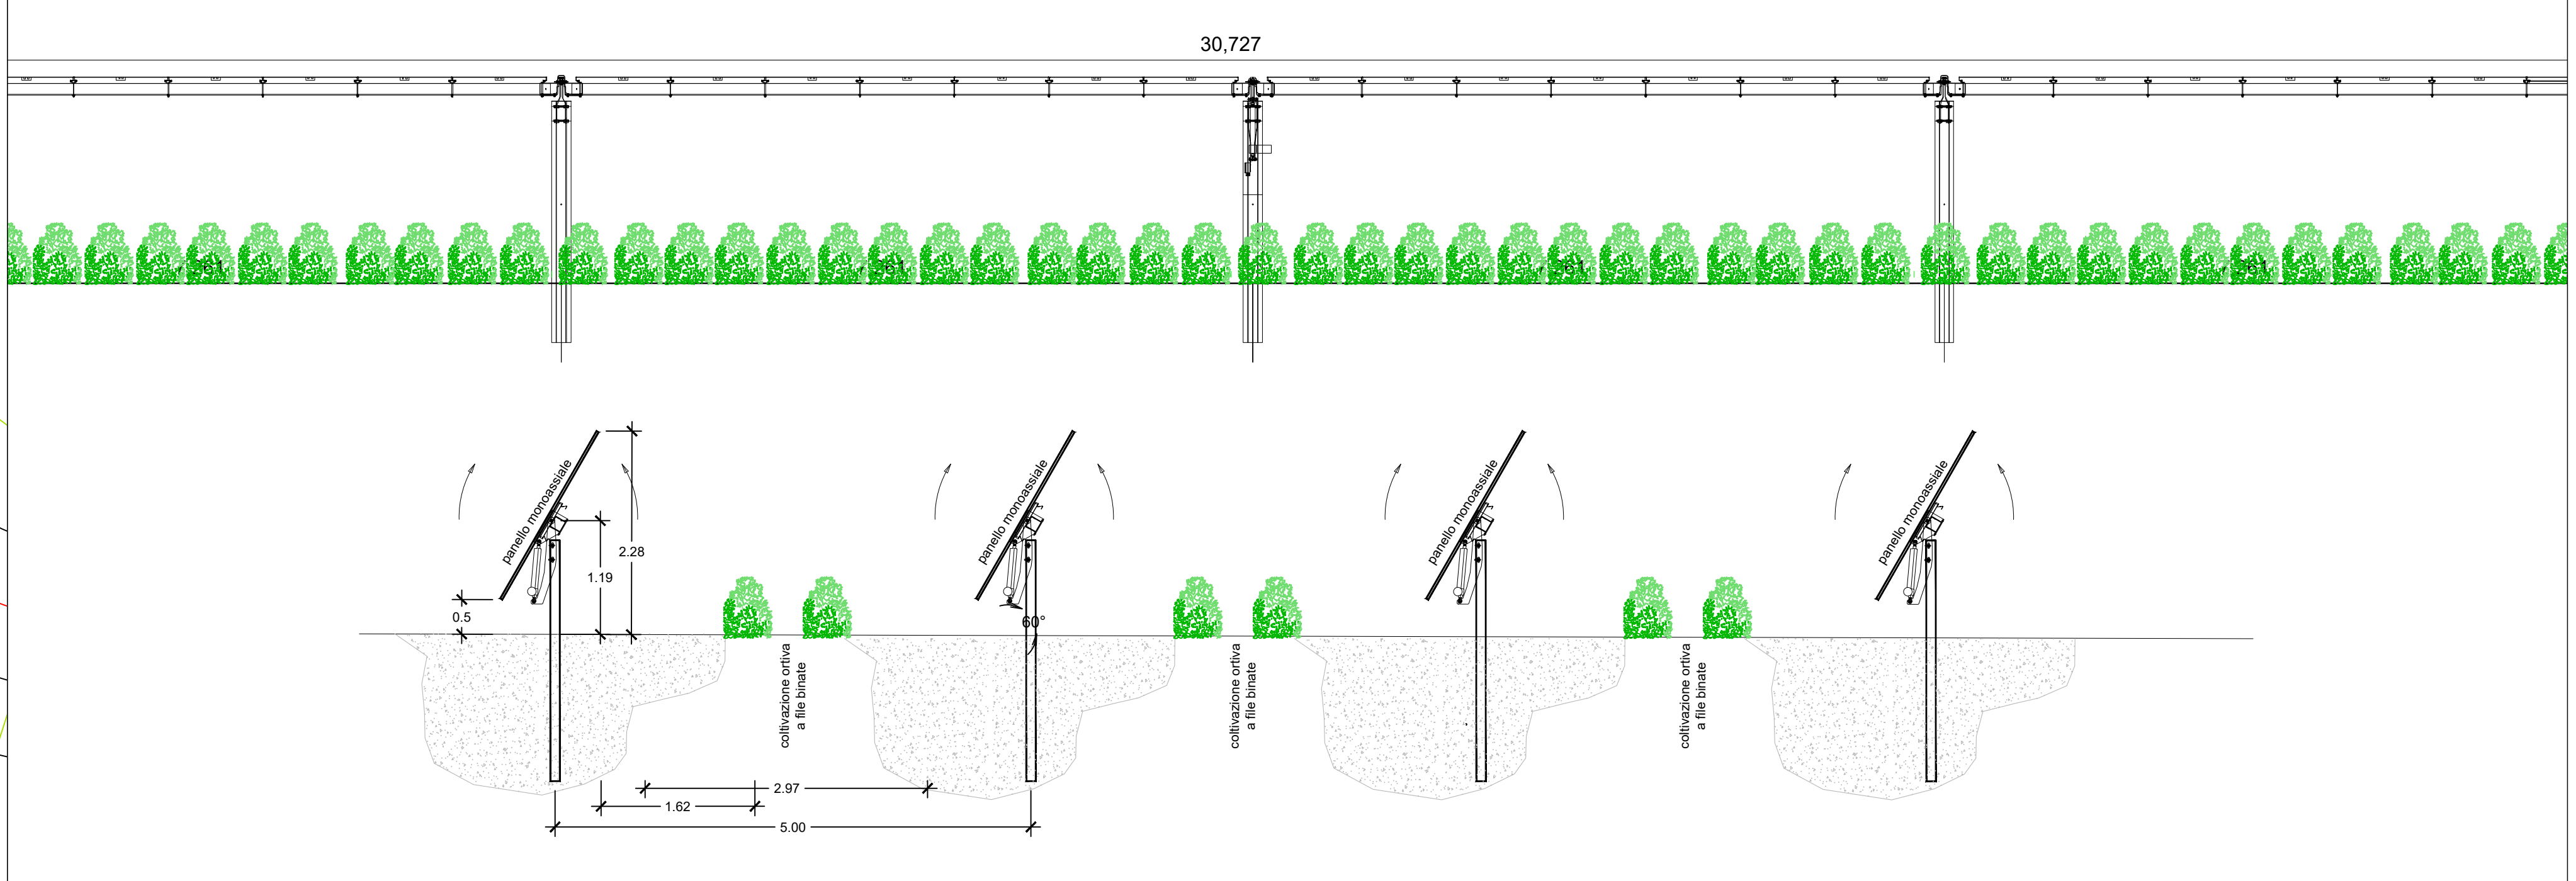 30,727
panello monoassiale
panello monoassiale
panello monoassiale
panello monoassiale
2.28
1.19
0.5
60°
coltivazione ortiva
a file binate
coltivazione ortiva
a file binate
coltivazione ortiva
a file binate
2.97
1.62
5.00